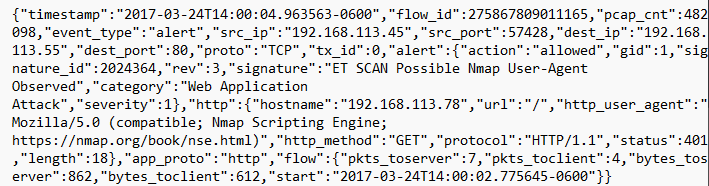 {"timestamp":"2017-03-24T14:00:04.963563-0600","flow_id":275867809011165,"pcap_cnt":482
098,"event_type":"alert","src_ip":"192.168.113.45","src_port":57428,"dest_ip":"192.168.
113.55","dest_port":80,"proto":"TCP","tx_id":0,"alert":{"action":"allowed","gid":1,"sig
nature_id":2024364,"rev":3,"signature":"ET SCAN Possible Nmap User-Agent
Observed","category":"Web Application
Attack","severity":1},"http":{"hostname":"192.168.113.78","url":"/","http_user_agent":"
Mozilla/5.0 (compatible; Nmap Scripting Engine;
https://nmap.org/book/nse.html)","http_method":"GET","protocol":"HTTP/1.1","status":401
,"length":18},"app_proto":"http","flow":{"pkts_toserver":7,"pkts_toclient":4,"bytes_tos
erver":862,"bytes_toclient":612,"start":"2017-03-24T14:00:02.775645-0600"}}